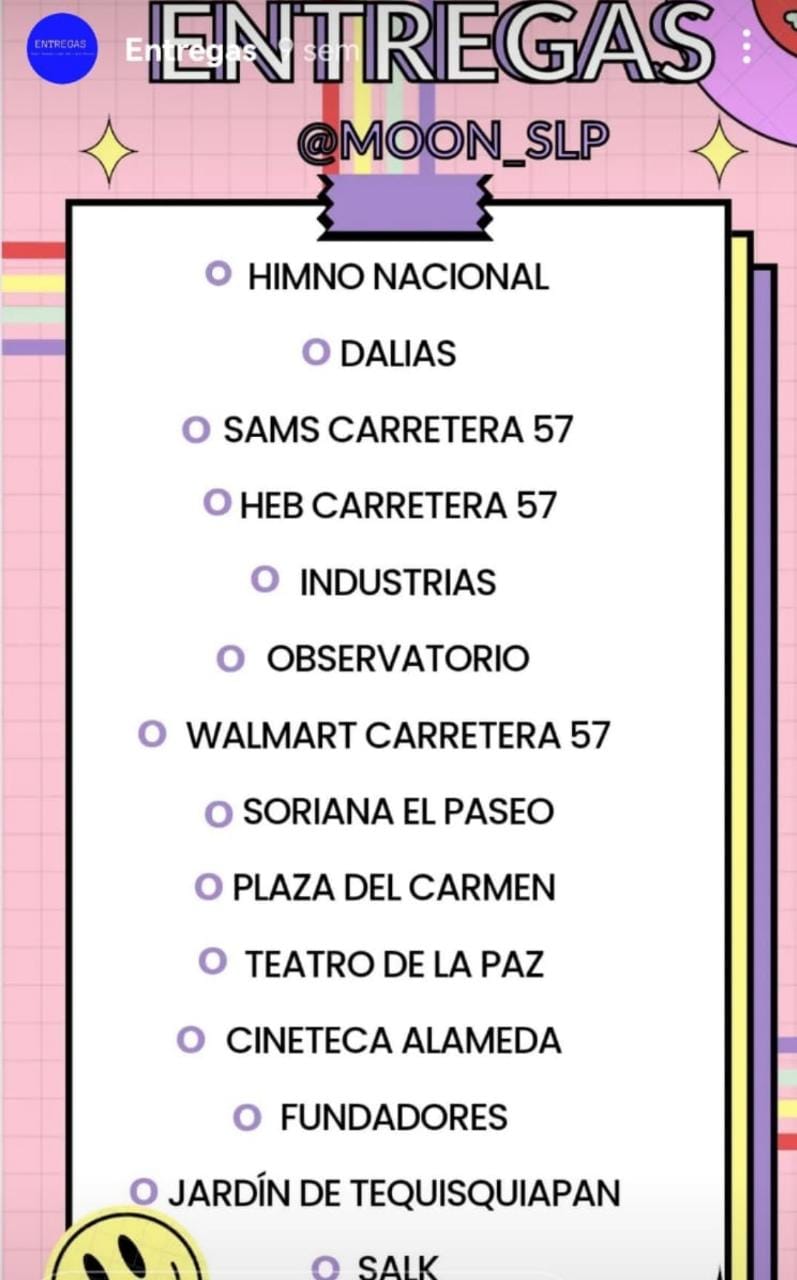 ENTREGAS
ENTREGAS
Entregas 9 sem
@MOON_SLP
HIMNO NACIONAL
DALIAS
SAMS CARRETERA 57
HEB CARRETERA 57
INDUSTRIAS
OBSERVATORIO
WALMART CARRETERA 57
SORIANA EL PASEO
PLAZA DEL CARMEN
TEATRO DE LA PAZ
CINETECA ALAMEDA
FUNDADORES
JARDÍN DE TEQUISQUIAPAN
SALK